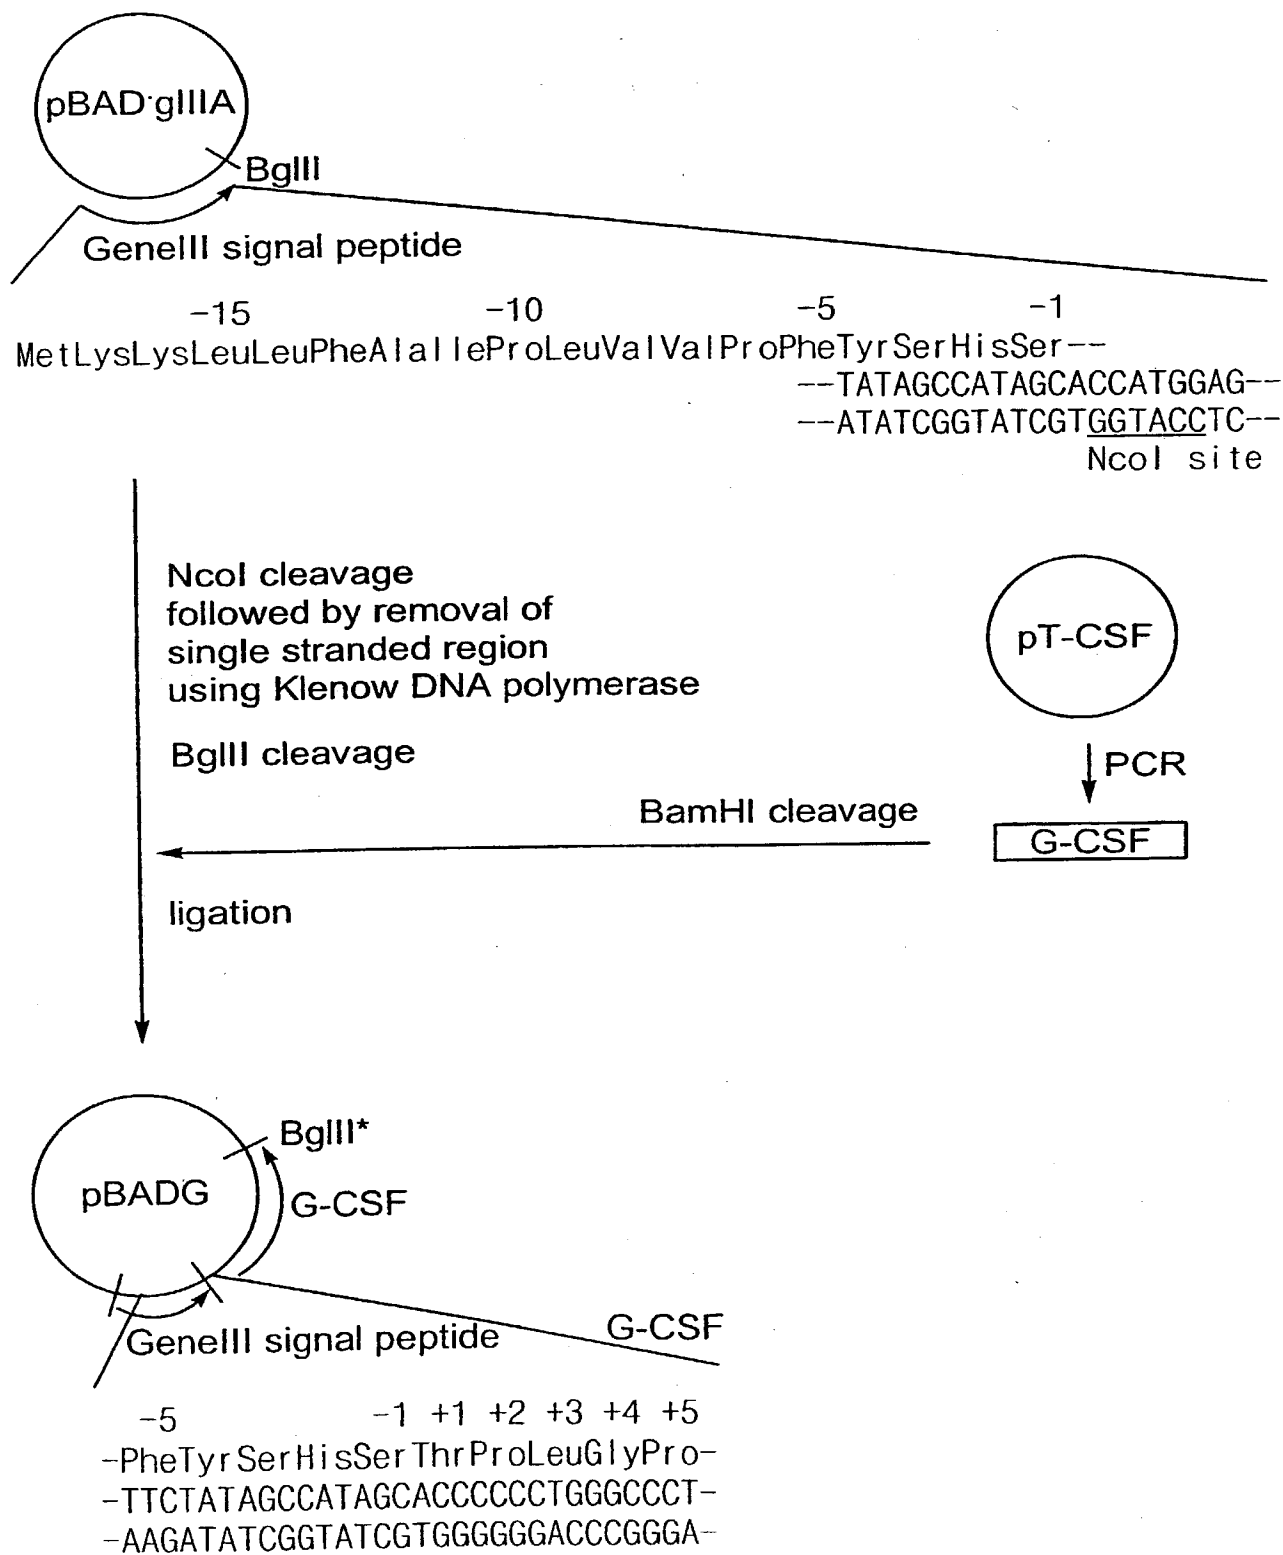 pBAD·gIIIA
BglII
GeneIII signal peptide
-15 -10 -5 -1
MetLysLysLeuLeuPheAlaIleProLeuValValProPheTyrSerHisSer--
--TATAGCCATAGCACCATGGAG--
--ATATCGGTATCGTGGTACCTC--
NcoI site
NcoI cleavage
followed by removal of
single stranded region
using Klenow DNA polymerase
BglII cleavage
pT-CSF
PCR
BamHI cleavage
G-CSF
ligation
BglII*
pBADG
G-CSF
GeneIII signal peptide
G-CSF
-5 -1 +1 +2 +3 +4 +5
-PheTyrSerHisSerThrProLeuGlyPro-
-TTCTATAGCCATAGCACCCCCCTGGGCCCT-
-AAGATATCGGTATCGTGGGGGGACCCGGGA-